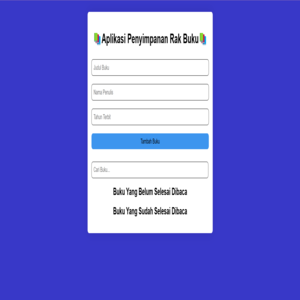 📚Aplikasi Penyimpanan Rak Buku📚
Judul Buku
Nama Penulis
Tahun Terbit
Tambah Buku
Cari Buku...
Buku Yang Belum Selesai Dibaca
Buku Yang Sudah Selesai Dibaca